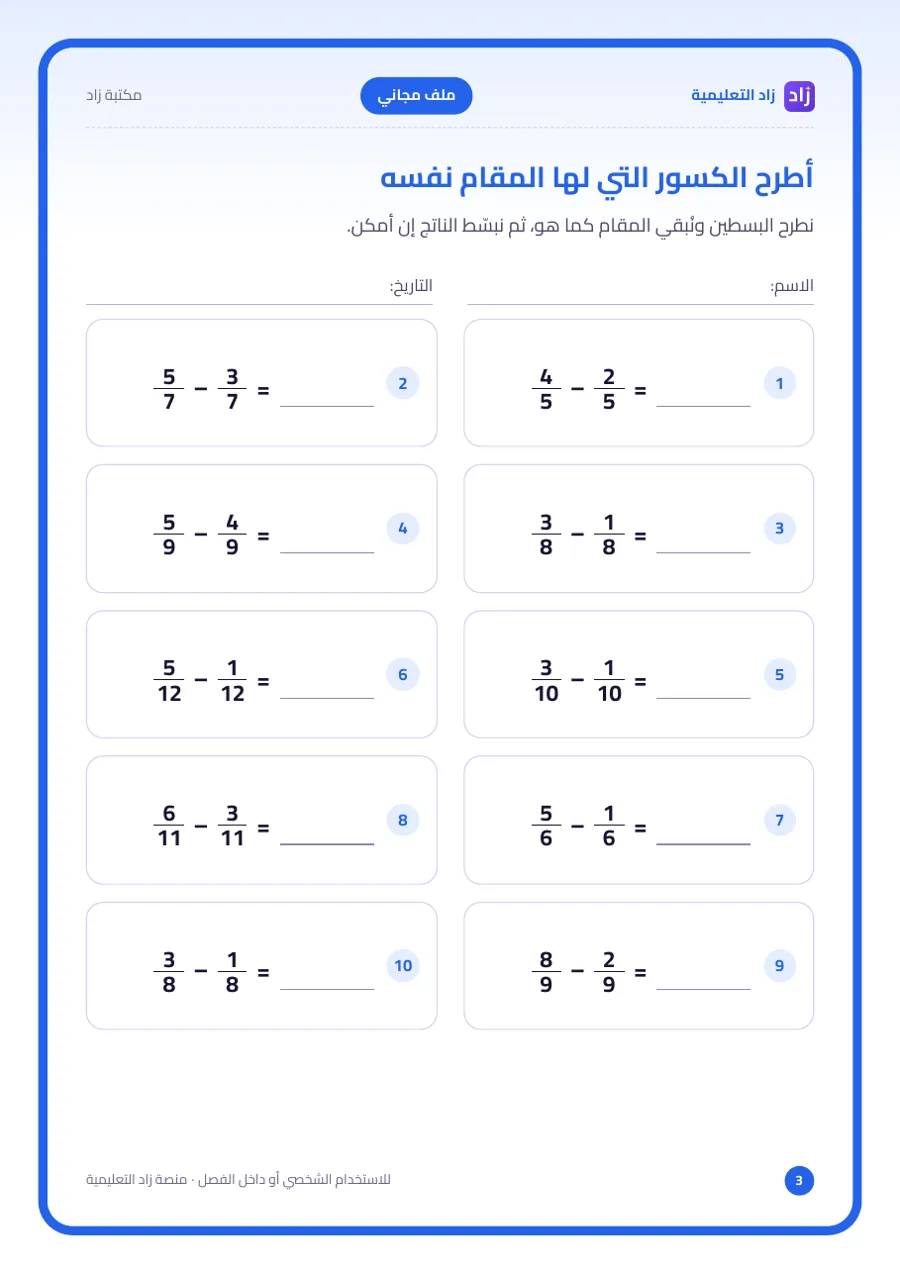 زاد زاد التعليمية
ملف مجاني
مكتبة زاد
أطرح الكسور التي لها المقام نفسه
نطرح البسطين ونُبقي المقام كما هو، ثم نبسّط الناتج إن أمكن.
الاسم:
التاريخ:
1
4/5 − 2/5 =
2
5/7 − 3/7 =
3
3/8 − 1/8 =
4
5/9 − 4/9 =
5
3/10 − 1/10 =
6
5/12 − 1/12 =
7
5/6 − 1/6 =
8
6/11 − 3/11 =
9
8/9 − 2/9 =
10
3/8 − 1/8 =
3
للاستخدام الشخصي أو داخل الفصل · منصة زاد التعليمية